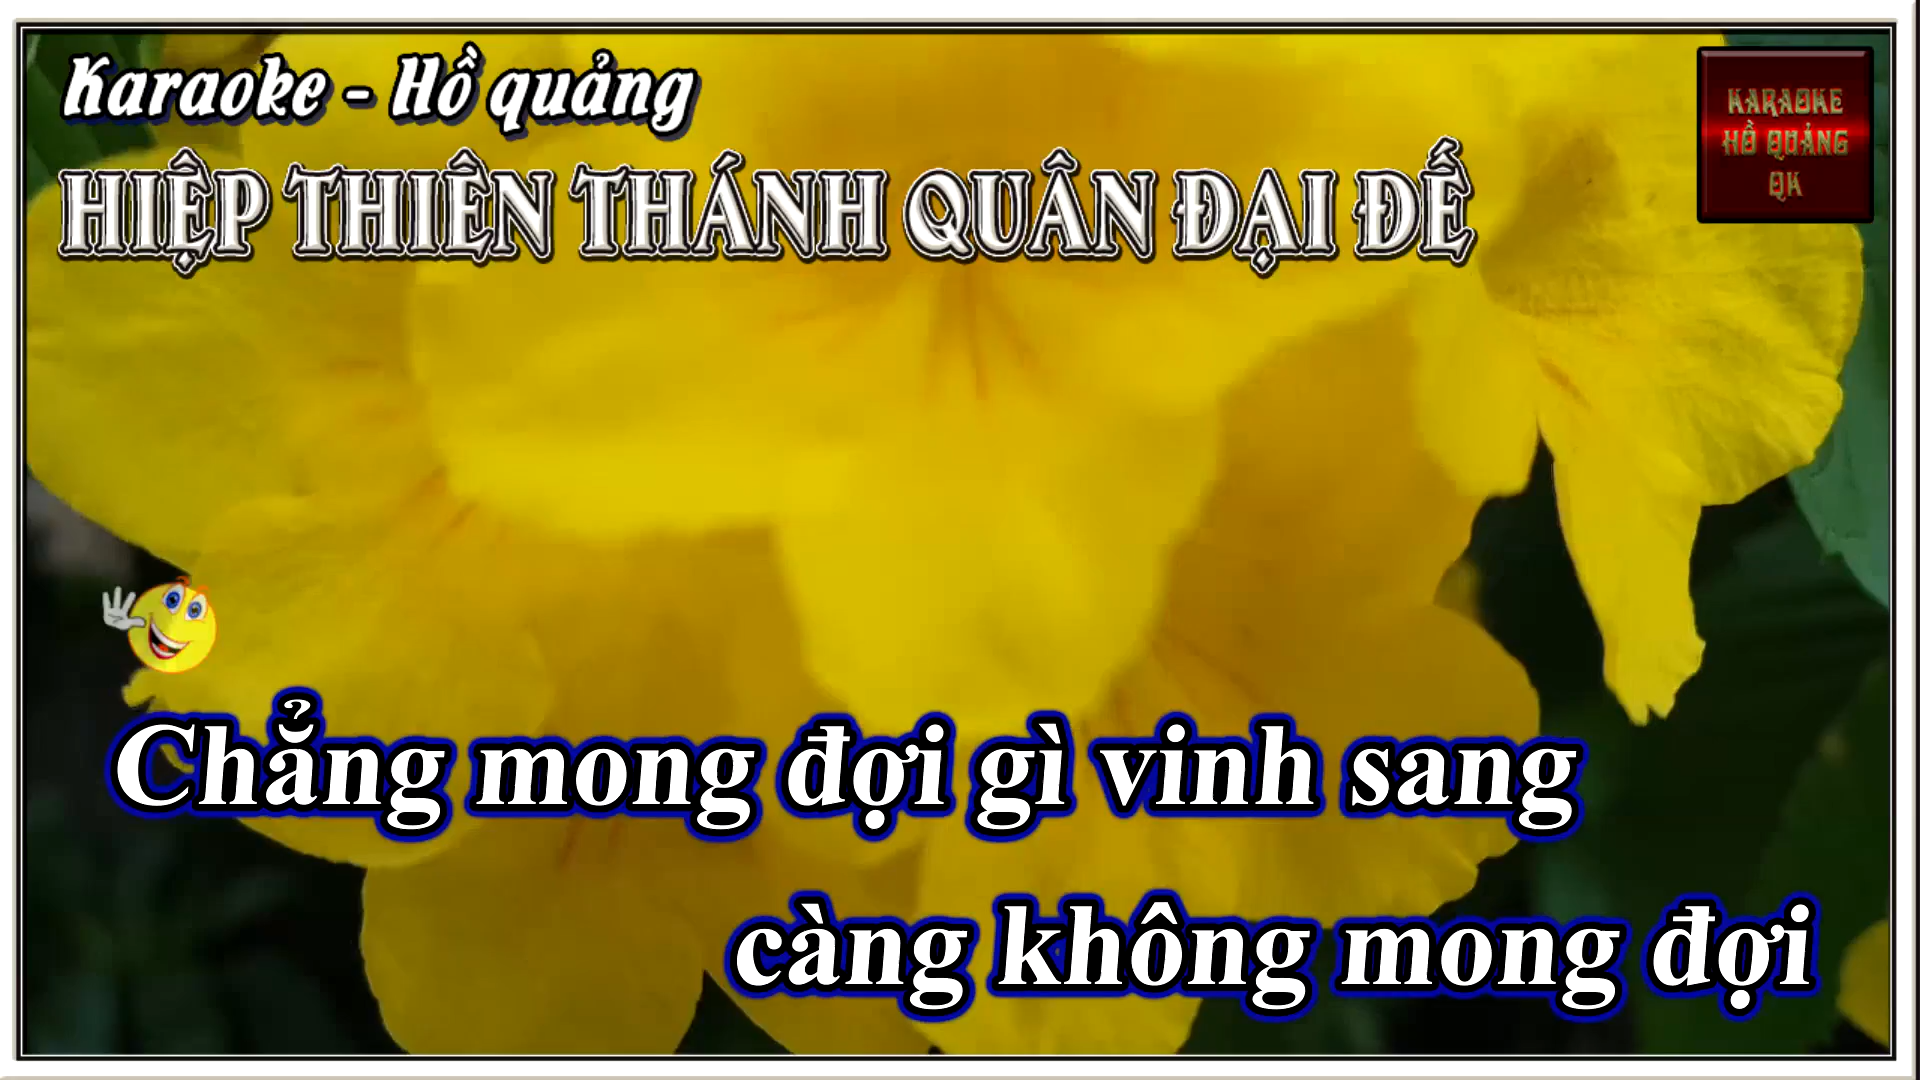 Karaoke - Hồ quảng
HIỆP THIÊN THÁNH QUÂN ĐẠI ĐẾ
KARAOKE
HỒ QUẢNG
QK
Chẳng mong đợi gì vinh sang
càng không mong đợi